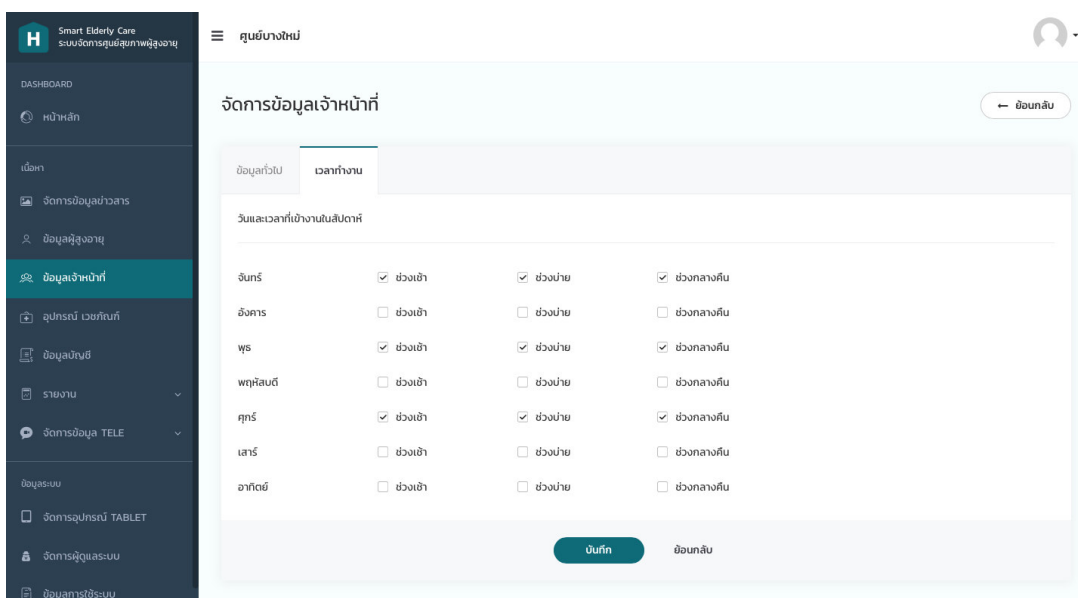 H
Smart Elderly Care
ระบบจัดการศูนย์สุขภาพผู้สูงอายุ
ศูนย์บางใหม่
DASHBOARD
หน้าหลัก
เนื้อหา
จัดการข้อมูลข่าวสาร
ข้อมูลผู้สูงอายุ
ข้อมูลเจ้าหน้าที่
อุปกรณ์ เวชภัณฑ์
ข้อมูลบัญชี
รายงาน
จัดการข้อมูล TELE
ข้อมูลระบบ
จัดการอุปกรณ์ TABLET
จัดการผู้ดูแลระบบ
ข้อมูลการใช้ระบบ
จัดการข้อมูลเจ้าหน้าที่
← ย้อนกลับ
ข้อมูลทั่วไป เวลาทำงาน
วันและเวลาที่เข้างานในสัปดาห์
จันทร์ ช่วงเช้า ช่วงบ่าย ช่วงกลางคืน
อังคาร ช่วงเช้า ช่วงบ่าย ช่วงกลางคืน
พุธ ช่วงเช้า ช่วงบ่าย ช่วงกลางคืน
พฤหัสบดี ช่วงเช้า ช่วงบ่าย ช่วงกลางคืน
ศุกร์ ช่วงเช้า ช่วงบ่าย ช่วงกลางคืน
เสาร์ ช่วงเช้า ช่วงบ่าย ช่วงกลางคืน
อาทิตย์ ช่วงเช้า ช่วงบ่าย ช่วงกลางคืน
บันทึก ย้อนกลับ